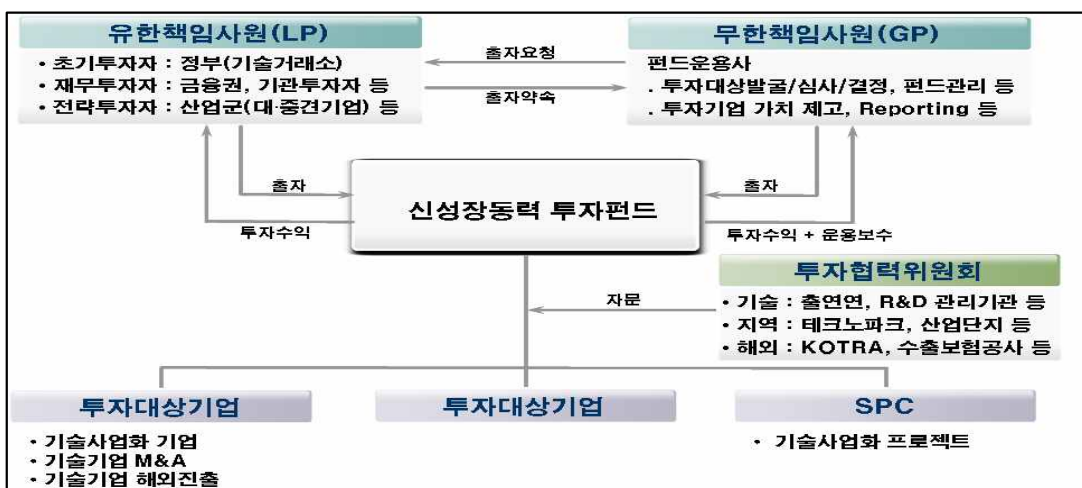 유한책임사원(LP)
• 초기투자자 : 정부(기술거래소)
• 재무투자자 : 금융권, 기관투자자 등
• 전략투자자 : 산업군(대·중견기업) 등
출자요청
출자약속
무한책임사원(GP)
펀드운용사
. 투자대상발굴/심사/결정, 펀드관리 등
. 투자기업 가치 제고, Reporting 등
출자
투자수익
신성장동력 투자펀드
출자
투자수익 + 운용보수
투자협력위원회
• 기술 : 출연연, R&D 관리기관 등
• 지역 : 테크노파크, 산업단지 등
• 해외 : KOTRA, 수출보험공사 등
자문
투자대상기업
• 기술사업화 기업
• 기술기업 M&A
• 기술기업 해외진출
투자대상기업
SPC
• 기술사업화 프로젝트